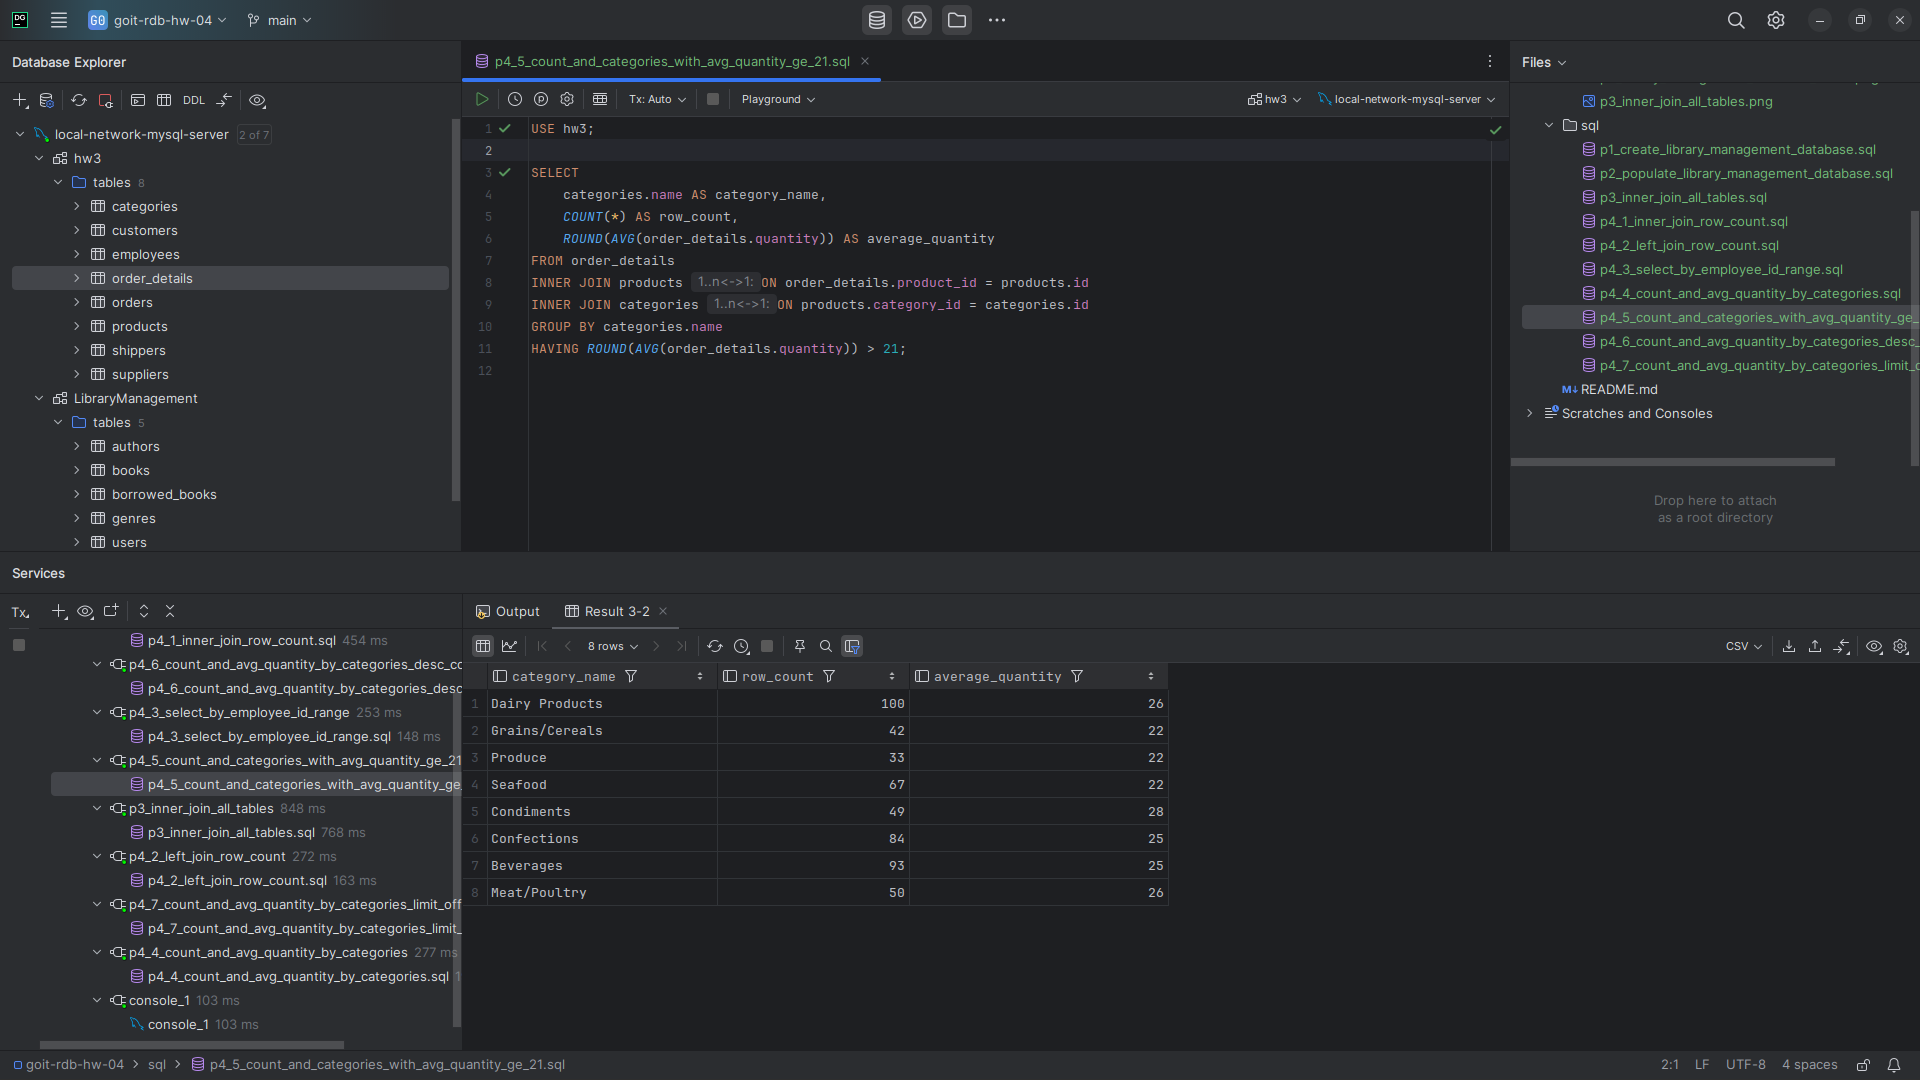 DG
GO goit-rdb-hw-04 main
Database Explorer
DDL
local-network-mysql-server 2 of 7
hw3
tables 8
categories
customers
employees
order_details
orders
products
shippers
suppliers
LibraryManagement
tables 5
authors
books
borrowed_books
genres
users
p4_5_count_and_categories_with_avg_quantity_ge_21.sql
Tx: Auto Playground hw3 local-network-mysql-server
1 USE hw3;
2
3 SELECT
4 categories.name AS category_name,
5 COUNT(*) AS row_count,
6 ROUND(AVG(order_details.quantity)) AS average_quantity
7 FROM order_details
8 INNER JOIN products 1..n<->1: ON order_details.product_id = products.id
9 INNER JOIN categories 1..n<->1: ON products.category_id = categories.id
10 GROUP BY categories.name
11 HAVING ROUND(AVG(order_details.quantity)) > 21;
12
Files
p3_inner_join_all_tables.png
sql
p1_create_library_management_database.sql
p2_populate_library_management_database.sql
p3_inner_join_all_tables.sql
p4_1_inner_join_row_count.sql
p4_2_left_join_row_count.sql
p4_3_select_by_employee_id_range.sql
p4_4_count_and_avg_quantity_by_categories.sql
p4_5_count_and_categories_with_avg_quantity_ge_
p4_6_count_and_avg_quantity_by_categories_desc_
p4_7_count_and_avg_quantity_by_categories_limit_o
M↓ README.md
Scratches and Consoles
Drop here to attach
as a root directory
Services
Tx
p4_1_inner_join_row_count.sql 454 ms
p4_6_count_and_avg_quantity_by_categories_desc_co
p4_6_count_and_avg_quantity_by_categories_desc
p4_3_select_by_employee_id_range 253 ms
p4_3_select_by_employee_id_range.sql 148 ms
p4_5_count_and_categories_with_avg_quantity_ge_21
p4_5_count_and_categories_with_avg_quantity_ge
p3_inner_join_all_tables 848 ms
p3_inner_join_all_tables.sql 768 ms
p4_2_left_join_row_count 272 ms
p4_2_left_join_row_count.sql 163 ms
p4_7_count_and_avg_quantity_by_categories_limit_off
p4_7_count_and_avg_quantity_by_categories_limit_
p4_4_count_and_avg_quantity_by_categories 277 ms
p4_4_count_and_avg_quantity_by_categories.sql 1
console_1 103 ms
console_1 103 ms
Output Result 3-2
8 rows CSV
category_name row_count average_quantity
1 Dairy Products 100 26
2 Grains/Cereals 42 22
3 Produce 33 22
4 Seafood 67 22
5 Condiments 49 28
6 Confections 84 25
7 Beverages 93 25
8 Meat/Poultry 50 26
goit-rdb-hw-04 sql p4_5_count_and_categories_with_avg_quantity_ge_21.sql
2:1 LF UTF-8 4 spaces